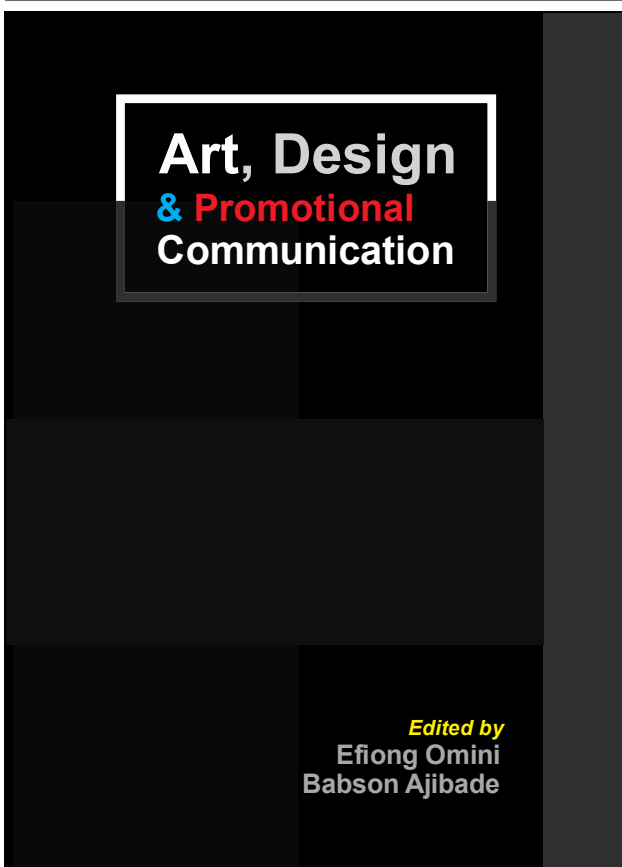 Art, Design
& Promotional
Communication
Edited by
Efiong Omini
Babson Ajibade